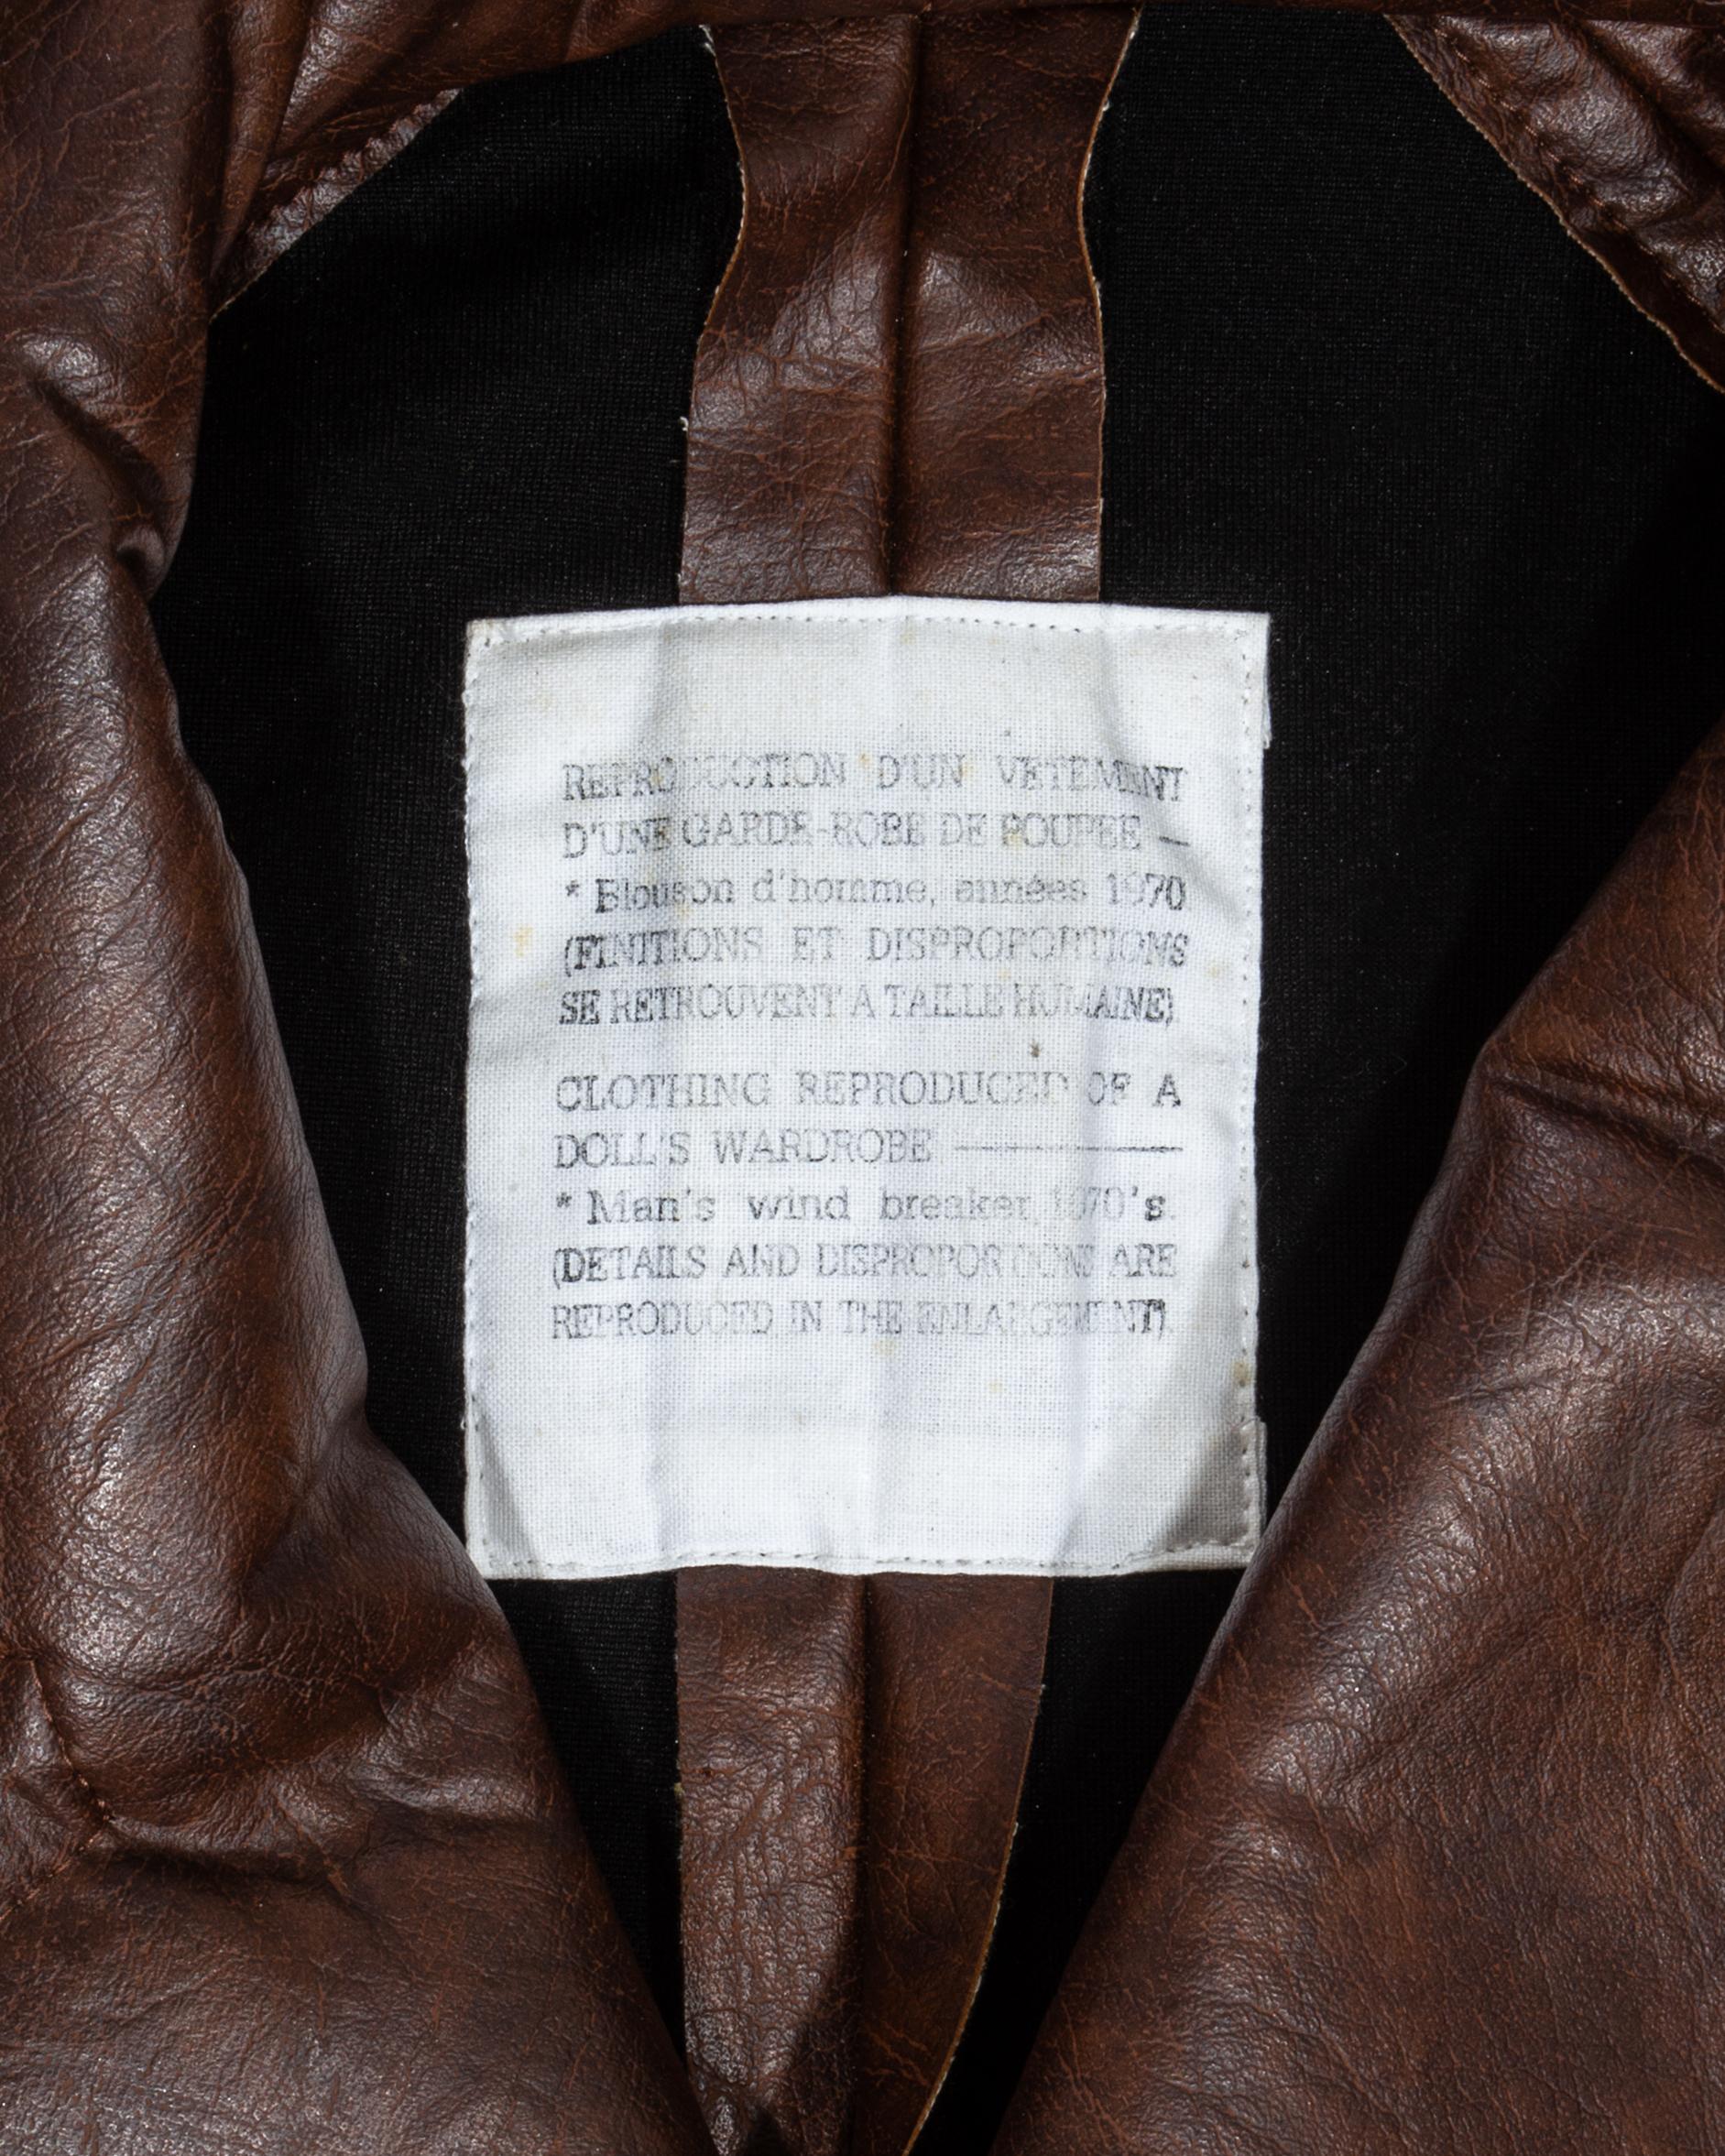 REPRODUCTION D'UN VETEMENT
D'UNE GARDE-ROBE DE POUPEE —
* Blouson d'homme, années 1970
(FINITIONS ET DISPROPORTIONS
SE RETROUVENT A TAILLE HUMAINE)
CLOTHING REPRODUCED OF A
DOLL'S WARDROBE ————
* Man's wind breaker 1970's.
(DETAILS AND DISPROPORTIONS ARE
REPRODUCED IN THE ENLARGEMENT).